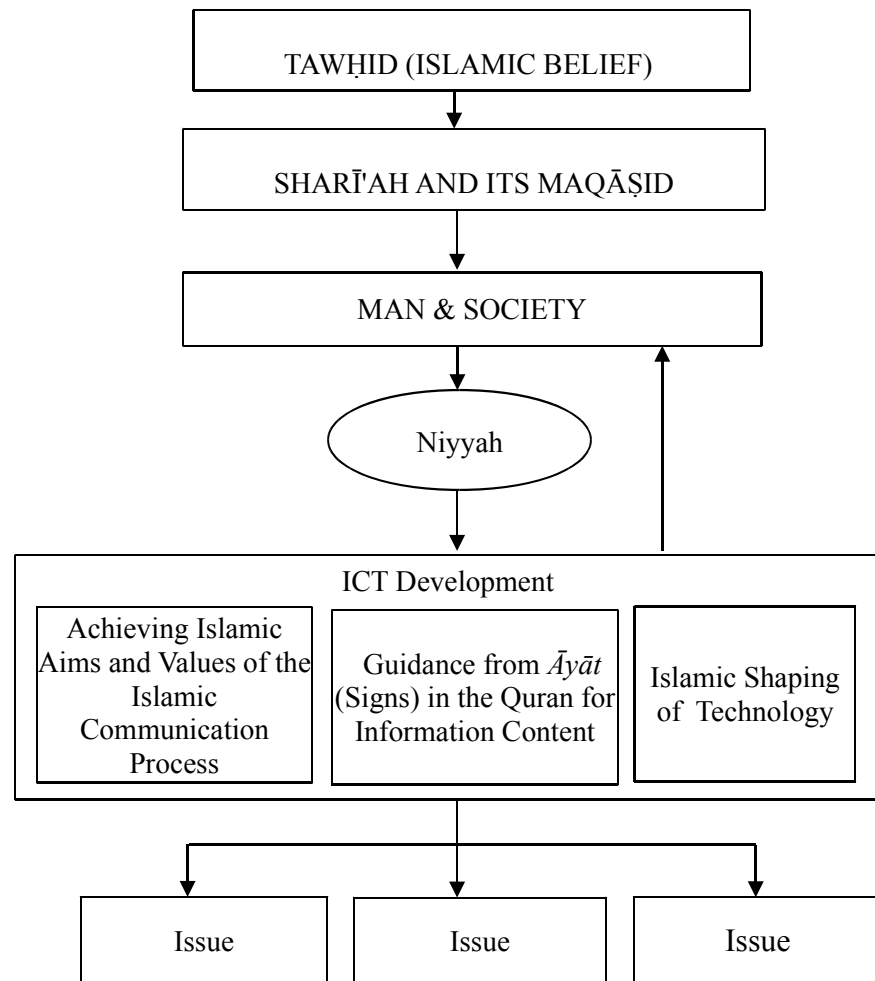 TAWḤID (ISLAMIC BELIEF)
SHARĪ'AH AND ITS MAQĀṢID
MAN & SOCIETY
Niyyah
ICT Development
Achieving Islamic
Aims and Values of the
Islamic
Communication
Process
Guidance from Āyāt
(Signs) in the Quran for
Information Content
Islamic Shaping
of Technology
Issue
Issue
Issue